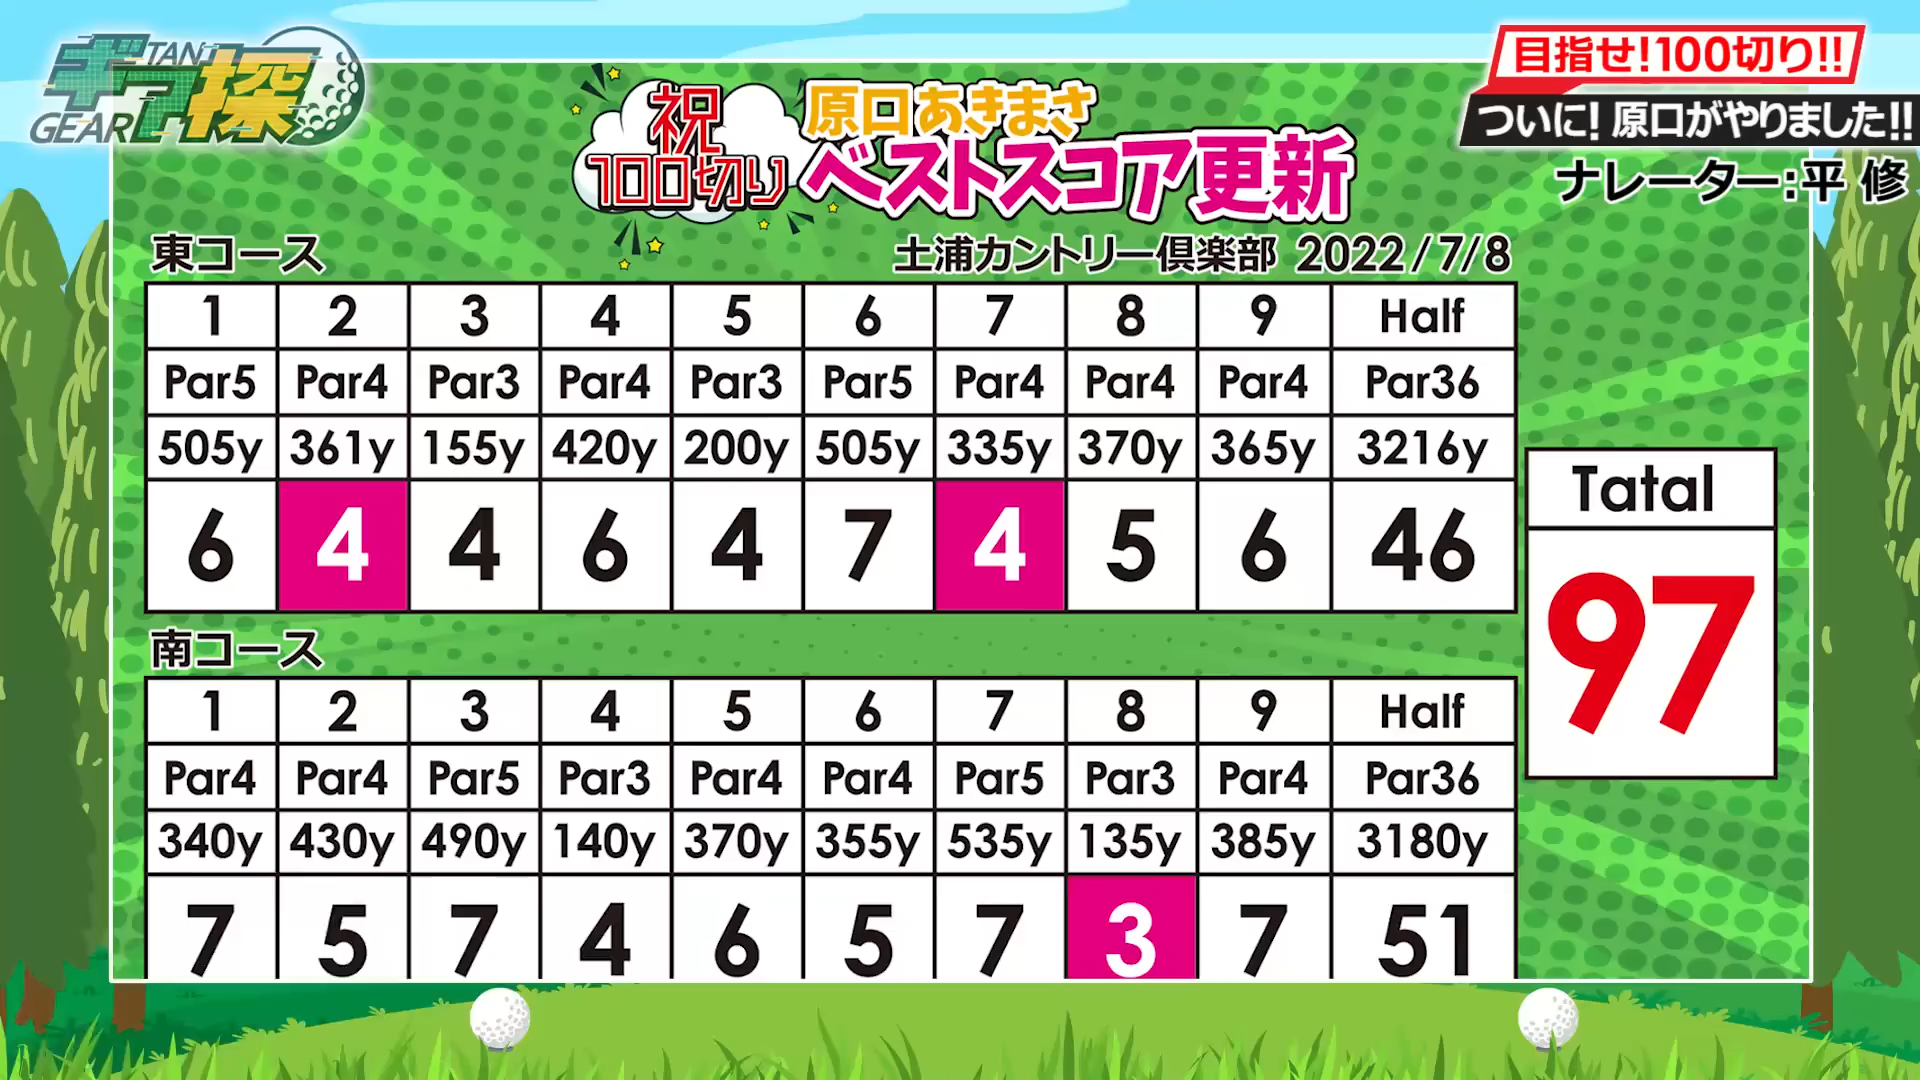 ギア探
GEAR TANT
目指せ!100切り!!
ついに!原口がやりました!!
ナレーター:平 修
祝
100切り
原口あきまさ
ベストスコア更新
東コース
土浦カントリー倶楽部 2022/7/8
1 2 3 4 5 6 7 8 9 Half
Par5 Par4 Par3 Par4 Par3 Par5 Par4 Par4 Par4 Par36
505y 361y 155y 420y 200y 505y 335y 370y 365y 3216y
6 4 4 6 4 7 4 5 6 46
Tatal
97
南コース
1 2 3 4 5 6 7 8 9 Half
Par4 Par4 Par5 Par3 Par4 Par4 Par5 Par3 Par4 Par36
340y 430y 490y 140y 370y 355y 535y 135y 385y 3180y
7 5 7 4 6 5 7 3 7 51